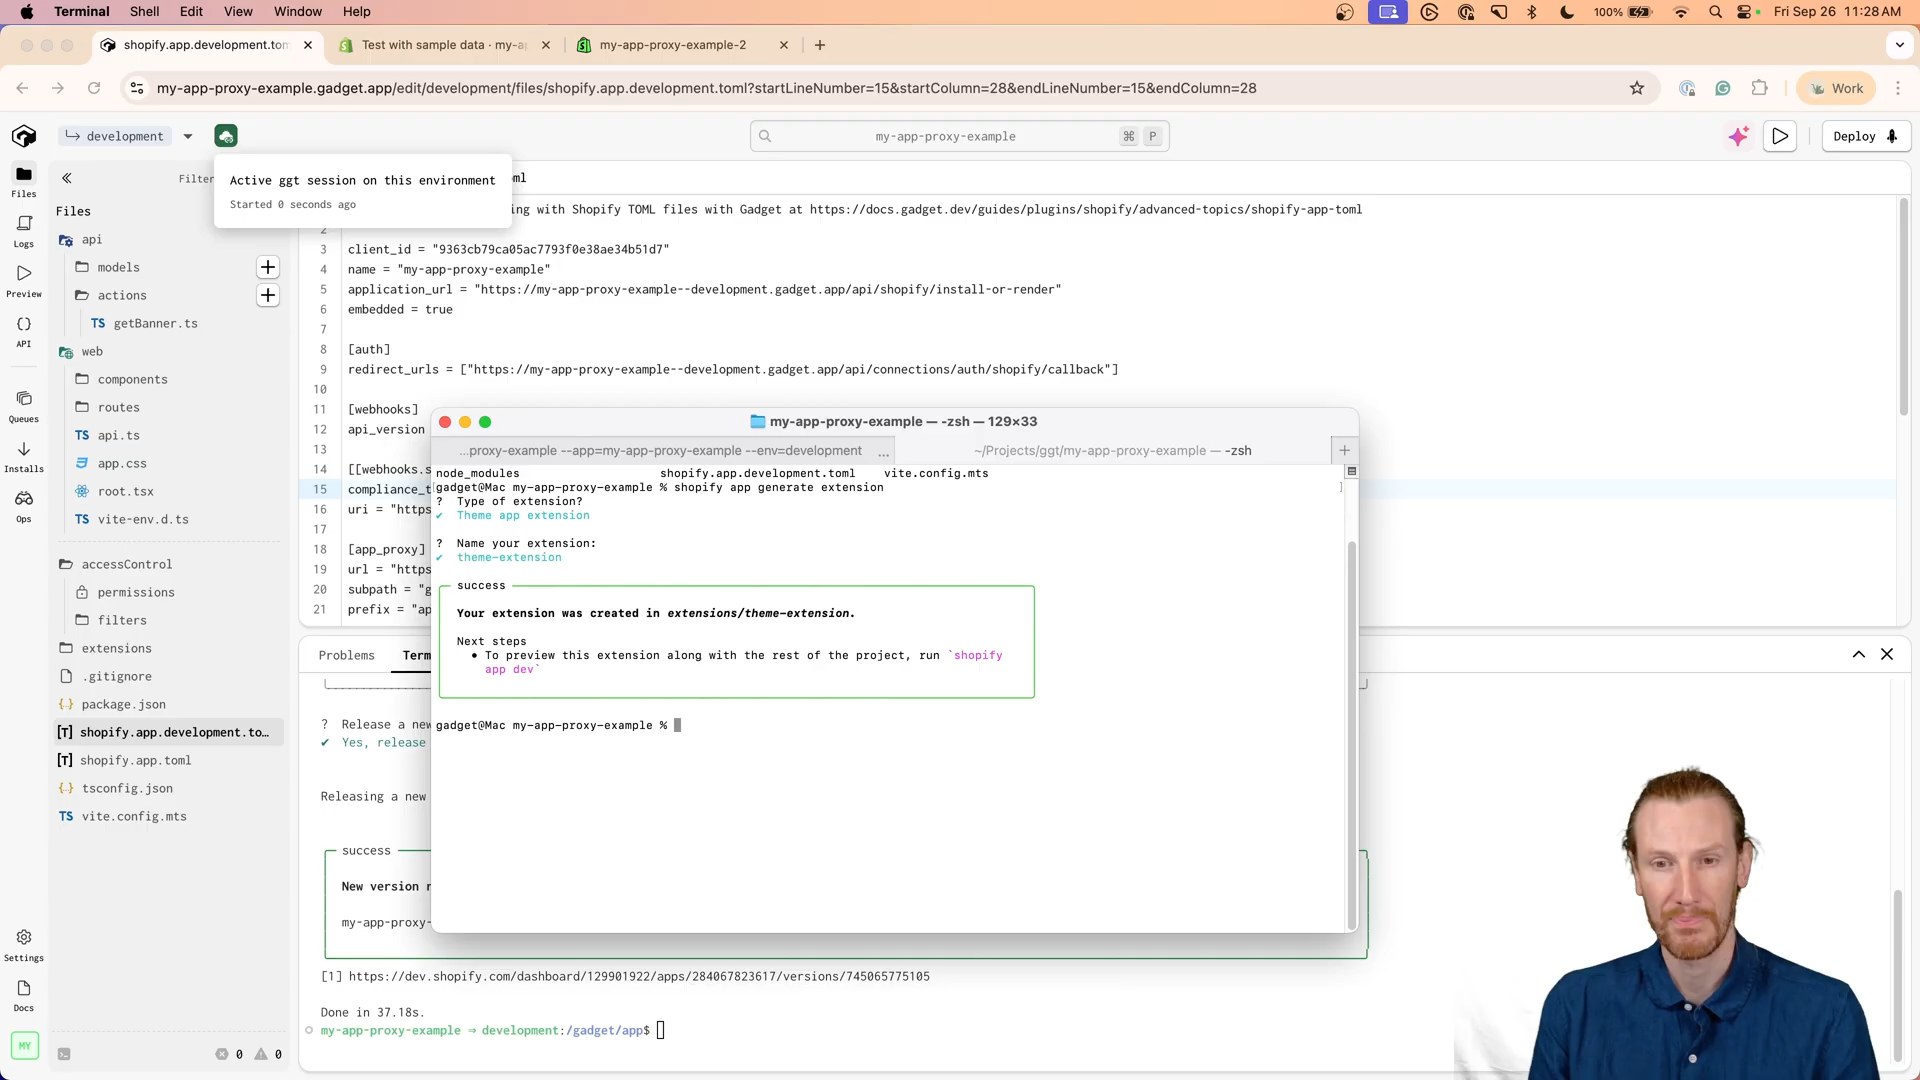 Terminal Shell Edit View Window Help
100% Fri Sep 26 11:28 AM
shopify.app.development.tom
Test with sample data · my-ap
my-app-proxy-example-2
my-app-proxy-example.gadget.app/edit/development/files/shopify.app.development.toml?startLineNumber=15&startColumn=28&endLineNumber=15&endColumn=28
Work
development
my-app-proxy-example
⌘ P
Deploy
Active ggt session on this environment
Started 0 seconds ago
Files
Logs
Preview
API
Queues
Installs
Ops
Settings
Docs
MY
Filter
Files
api
models
actions
TS getBanner.ts
web
components
routes
TS api.ts
app.css
root.tsx
TS vite-env.d.ts
accessControl
permissions
filters
extensions
.gitignore
package.json
[T] shopify.app.development.to…
[T] shopify.app.toml
tsconfig.json
TS vite.config.mts
0 0
ml
ing with Shopify TOML files with Gadget at https://docs.gadget.dev/guides/plugins/shopify/advanced-topics/shopify-app-toml
2
3 client_id = "9363cb79ca05ac7793f0e38ae34b51d7"
4 name = "my-app-proxy-example"
5 application_url = "https://my-app-proxy-example--development.gadget.app/api/shopify/install-or-render"
6 embedded = true
7
8 [auth]
9 redirect_urls = ["https://my-app-proxy-example--development.gadget.app/api/connections/auth/shopify/callback"]
10
11 [webhooks]
12 api_version
13
14 [[webhooks.s
15 compliance_t
16 uri = "https
17
18 [app_proxy]
19 url = "https
20 subpath = "g
21 prefix = "ap
my-app-proxy-example — -zsh — 129×33
...proxy-example --app=my-app-proxy-example --env=development ...
~/Projects/ggt/my-app-proxy-example — -zsh
node_modules shopify.app.development.toml vite.config.mts
gadget@Mac my-app-proxy-example % shopify app generate extension
? Type of extension?
✔ Theme app extension
? Name your extension:
✔ theme-extension
success
Your extension was created in extensions/theme-extension.
Next steps
• To preview this extension along with the rest of the project, run `shopify
app dev`
gadget@Mac my-app-proxy-example %
Problems Term
? Release a new
✔ Yes, release
Releasing a new
success
New version r
my-app-proxy-
[1] https://dev.shopify.com/dashboard/129901922/apps/284067823617/versions/745065775105
Done in 37.18s.
my-app-proxy-example ⇒ development:/gadget/app$